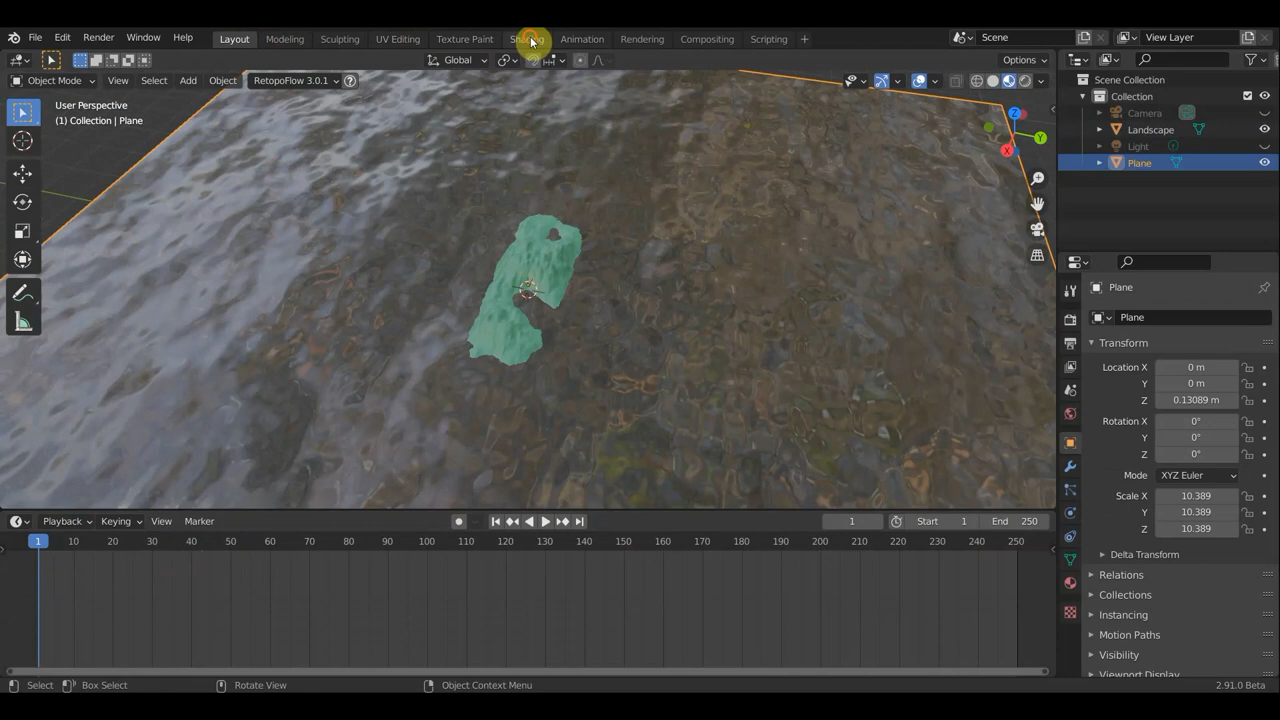 File Edit Render Window Help
Layout Modeling Sculpting UV Editing Texture Paint Shading Animation Rendering Compositing Scripting +
Scene
View Layer
Global
Options
Object Mode View Select Add Object RetopoFlow 3.0.1
User Perspective
(1) Collection | Plane
X
Y
Z
Scene Collection
Collection
Camera
Landscape
Light
Plane
Plane
Plane
Transform
Location X 0 m
Y 0 m
Z 0.13089 m
Rotation X 0°
Y 0°
Z 0°
Mode XYZ Euler
Scale X 10.389
Y 10.389
Z 10.389
Delta Transform
Relations
Collections
Instancing
Motion Paths
Visibility
Viewport Display
Playback Keying View Marker
1 Start 1 End 250
1 10 20 30 40 50 60 70 80 90 100 110 120 130 140 150 160 170 180 190 200 210 220 230 240 250
Select Box Select Rotate View Object Context Menu 2.91.0 Beta